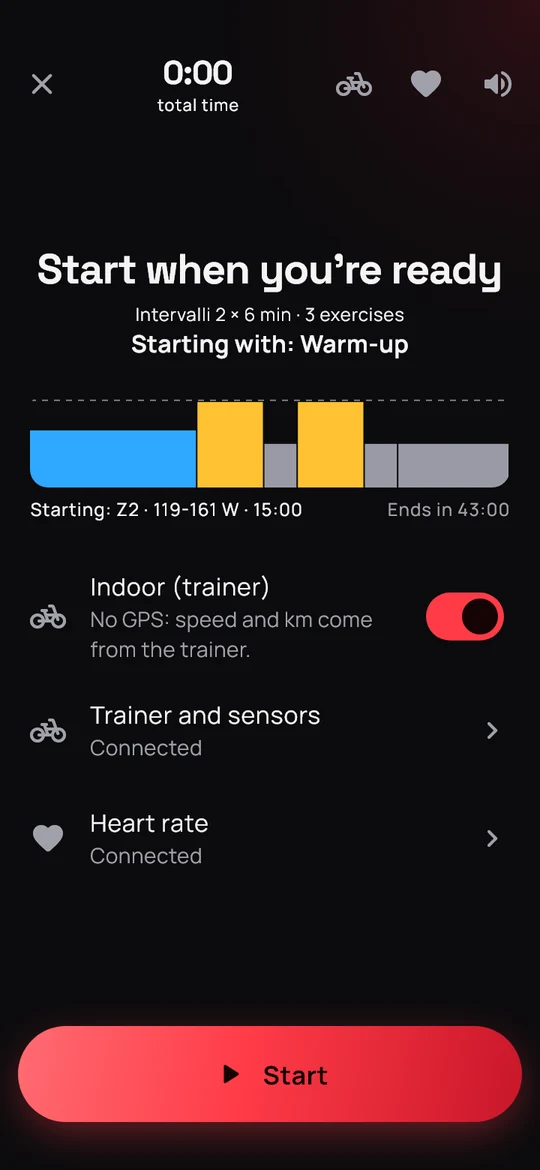 0:00
total time
Start when you're ready
Intervalli 2 × 6 min · 3 exercises
Starting with: Warm-up
Starting: Z2 · 119-161 W · 15:00
Ends in 43:00
Indoor (trainer)
No GPS: speed and km come
from the trainer.
Trainer and sensors
Connected
Heart rate
Connected
Start